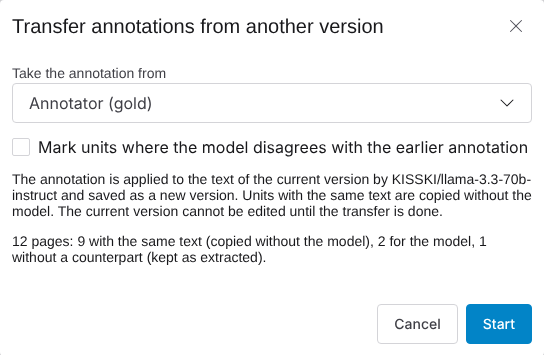 Transfer annotations from another version
Take the annotation from
Annotator (gold)
Mark units where the model disagrees with the earlier annotation
The annotation is applied to the text of the current version by KISSKI/llama-3.3-70b-
instruct and saved as a new version. Units with the same text are copied without the
model. The current version cannot be edited until the transfer is done.
12 pages: 9 with the same text (copied without the model), 2 for the model, 1
without a counterpart (kept as extracted).
Cancel
Start